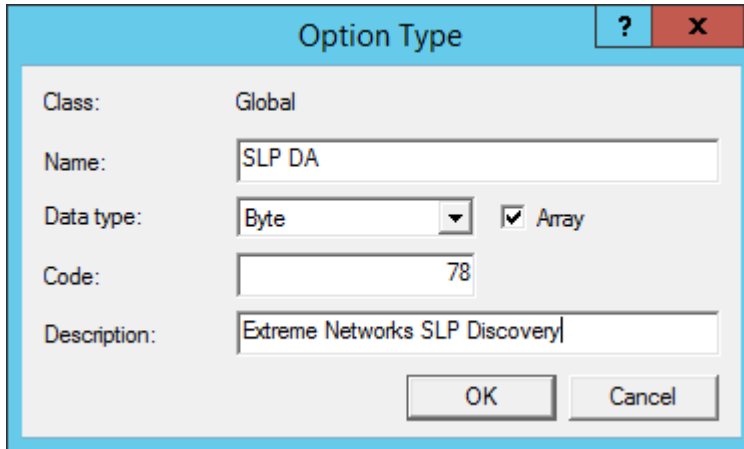 Option Type
?
x
Class: Global
Name: SLP DA
Data type: Byte Array
Code: 78
Description: Extreme Networks SLP Discovery
OK Cancel